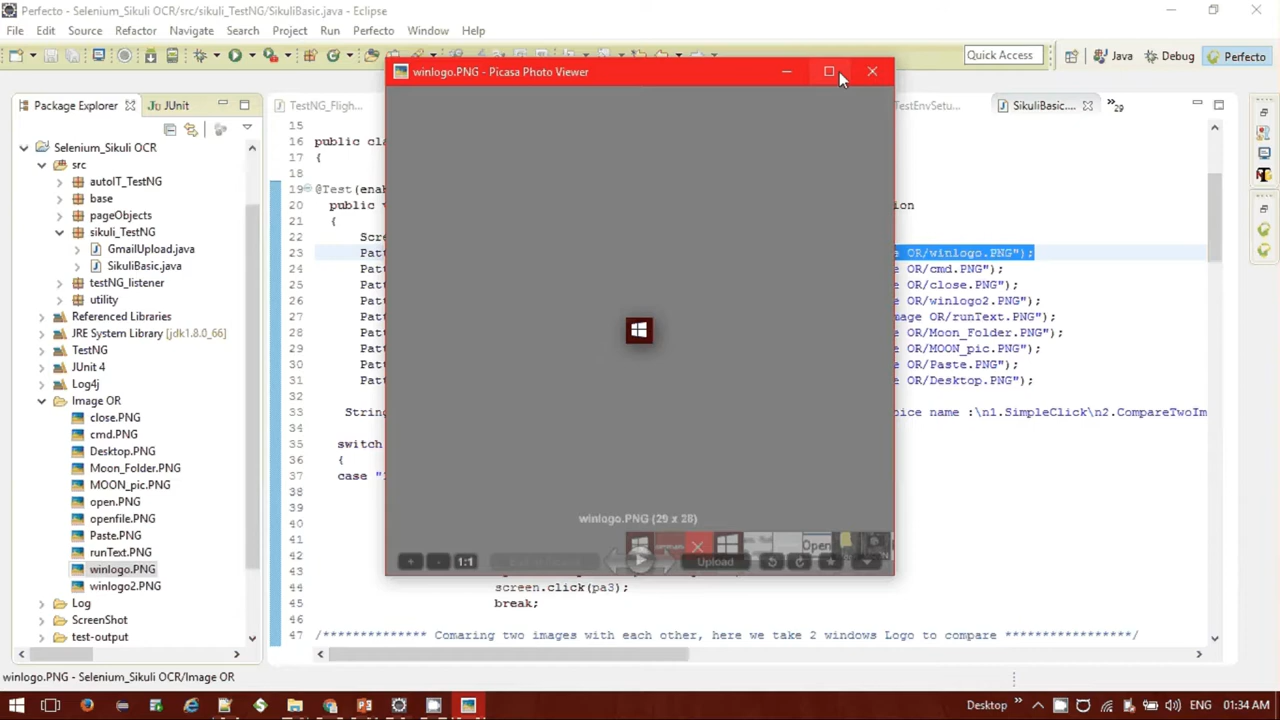 Perfecto - Selenium_Sikuli OCR/src/sikuli_TestNG/SikuliBasic.java - Eclipse
File Edit Source Refactor Navigate Search Project Run Perfecto Window Help
Quick Access
Java
Debug
Perfecto
winlogo.PNG - Picasa Photo Viewer
Package Explorer
JUnit
TestNG_Fligh...
TestEnvSetu...
SikuliBasic....
29
Selenium_Sikuli OCR
src
autoIT_TestNG
base
pageObjects
sikuli_TestNG
GmailUpload.java
SikuliBasic.java
testNG_listener
utility
Referenced Libraries
JRE System Library [jdk1.8.0_66]
TestNG
JUnit 4
Log4j
Image OR
close.PNG
cmd.PNG
Desktop.PNG
Moon_Folder.PNG
MOON_pic.PNG
open.PNG
openfile.PNG
Paste.PNG
runText.PNG
winlogo.PNG
winlogo2.PNG
Log
ScreenShot
test-output
15
16 public cla
17 {
18
19 @Test(ena
20 public v ion
21 {
22 Scre
23 Patt e OR/winlogo.PNG");
24 Patt e OR/cmd.PNG");
25 Patt e OR/close.PNG");
26 Patt e OR/winlogo2.PNG");
27 Patt mage OR/runText.PNG");
28 Patt e OR/Moon_Folder.PNG");
29 Patt e OR/MOON_pic.PNG");
30 Patt e OR/Paste.PNG");
31 Patt e OR/Desktop.PNG");
32
33 String oice name :\n1.SimpleClick\n2.CompareTwoIm
34
35 switch
36 {
37 case "
38
39
40
41
42
43
44 screen.click(pa3);
45 break;
46
47 /************** Comaring two images with each other, here we take 2 windows Logo to compare *****************/
winlogo.PNG (29 x 28)
Open
1:1
Upload
winlogo.PNG - Selenium_Sikuli OCR/Image OR
Desktop
ENG
01:34 AM